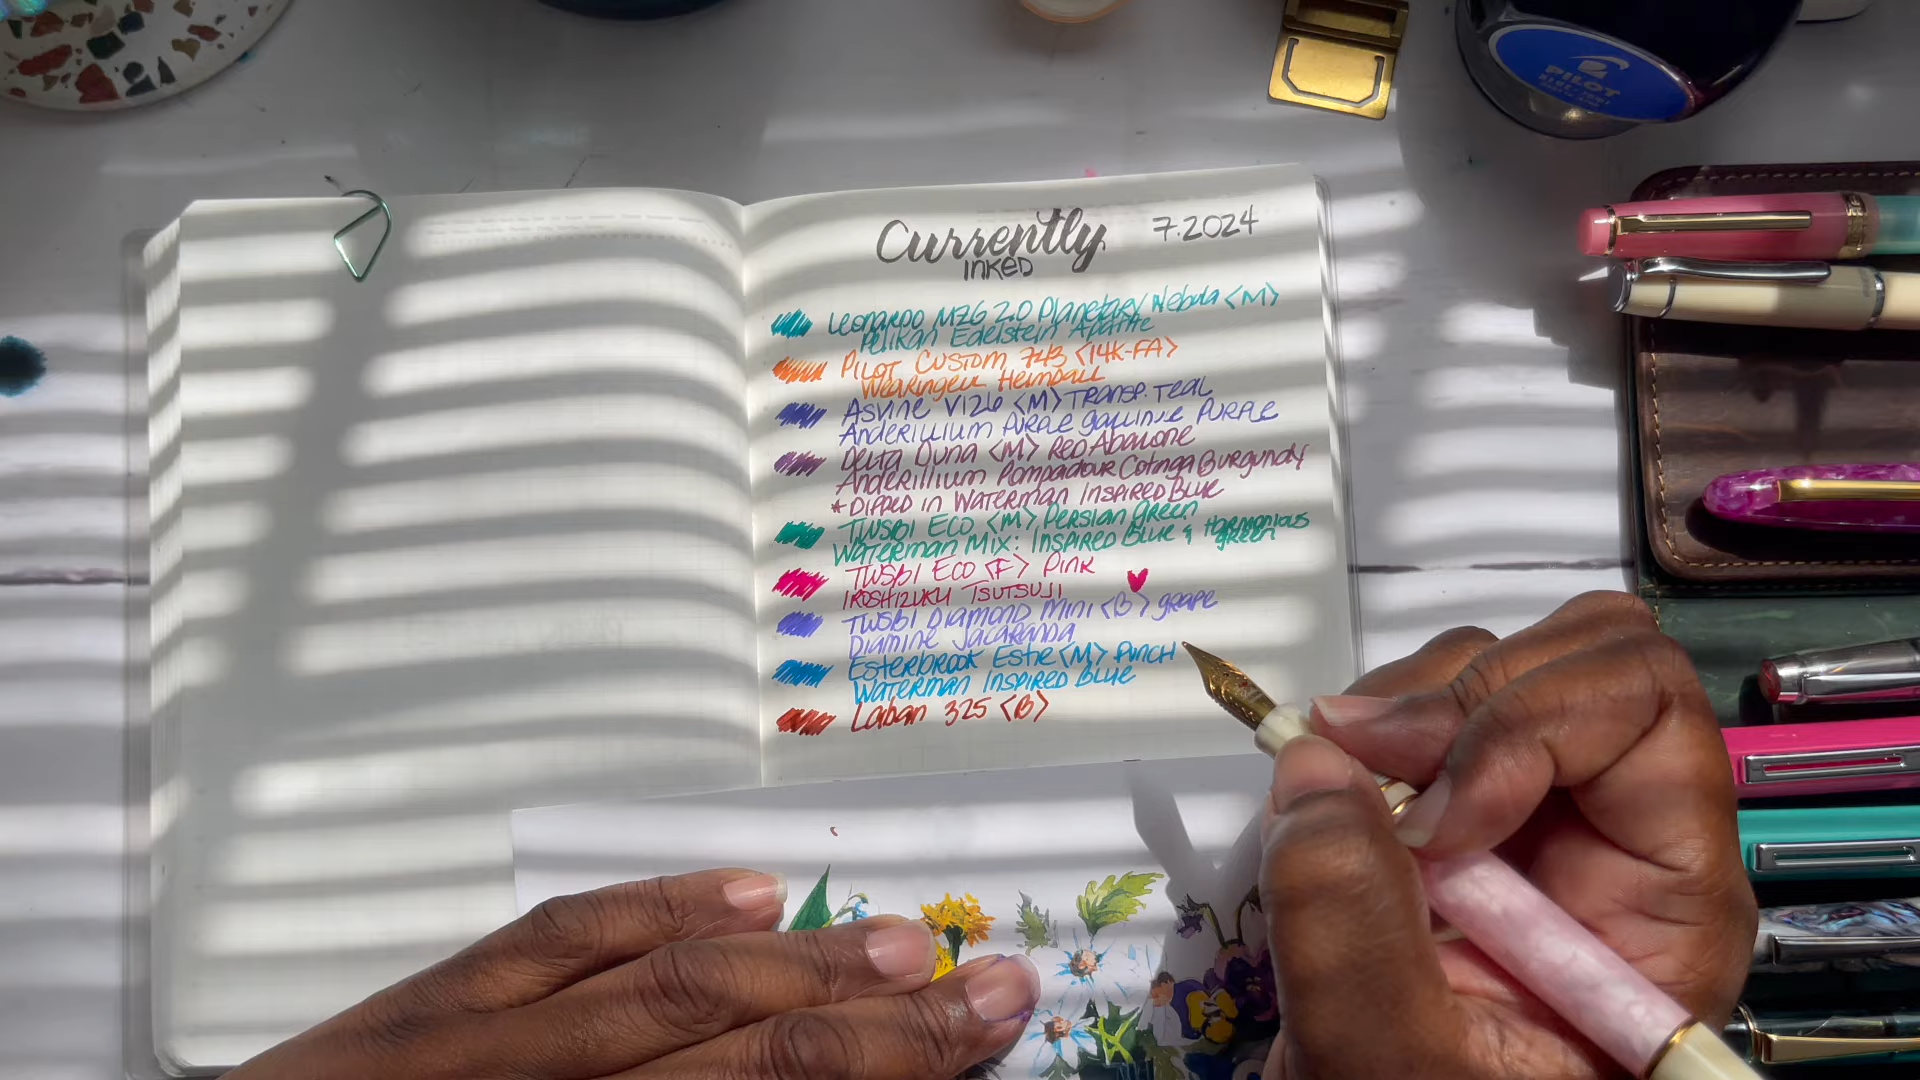 Currently 7.2024
INKED
Leonardo MZG 2.0 Planetary Nebula <M>
Pelikan Edelstein Apatite
PILOT CUSTOM 743 <14K-FA>
Wearingeul Heimdall
ASVINE V126 <M> TRANSP. TEAL
Anderillium PURPLE gallinule PURPLE
Delta Duna <M> RED Abalone
Anderillium Pompadour Cotinga Burgundy
*DIPPED in WATERMAN INSPIRED Blue
TWSBI ECO <M> Persian green
WATERMAN MIX: INSPIRED Blue & HARMONIOUS
green
TWSBI ECO <F> PINK
IROSHIZUKU TSUTSUJI
TWSBI Diamond Mini <B> grape
Diamine Jacaranda
Esterbrook Estie <M> PUNCH
WATERMAN INSPIRED Blue
Laban 325 <B>
PILOT